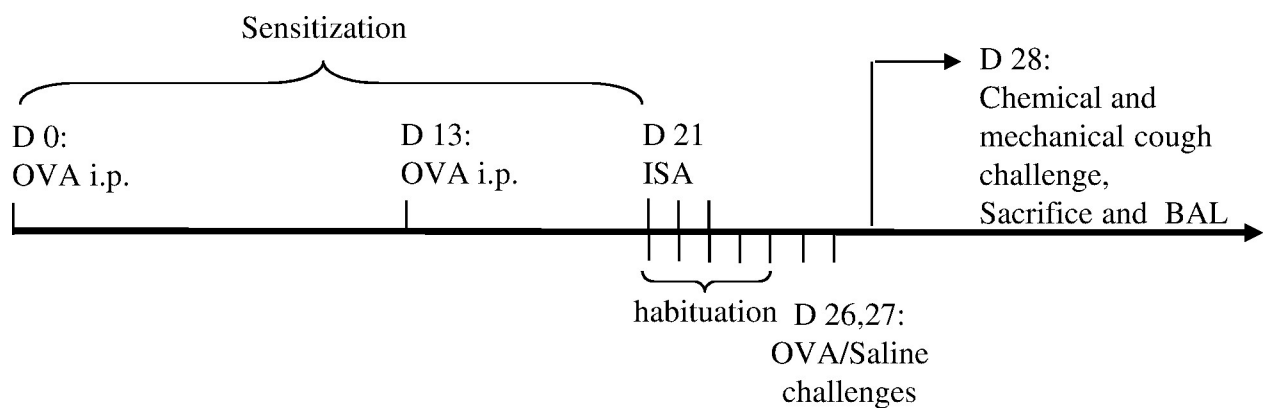 Sensitization
D 0:
OVA i.p.
D 13:
OVA i.p.
D 21
ISA
D 28:
Chemical and
mechanical cough
challenge,
Sacrifice and BAL
habituation
D 26,27:
OVA/Saline
challenges